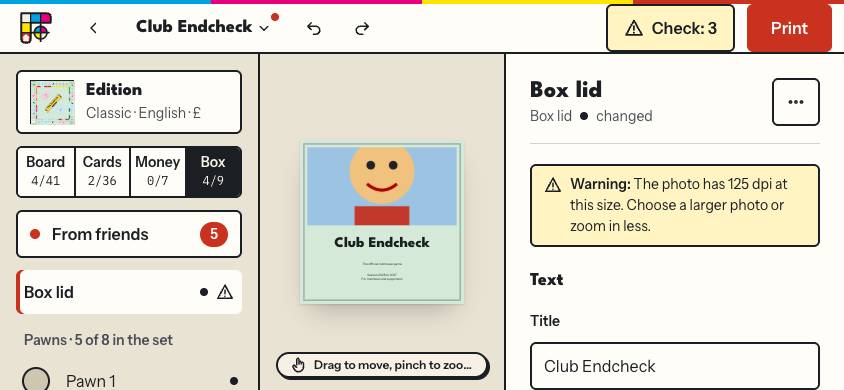 Club Endcheck
Check: 3
Print
Edition
Classic · English · £
Board
4/41
Cards
2/36
Money
0/7
Box
4/9
From friends
5
Box lid
Pawns · 5 of 8 in the set
Pawn 1
Club Endcheck
Drag to move, pinch to zoo...
Box lid
Box lid ● changed
Warning: The photo has 125 dpi at
this size. Choose a larger photo or
zoom in less.
Text
Title
Club Endcheck